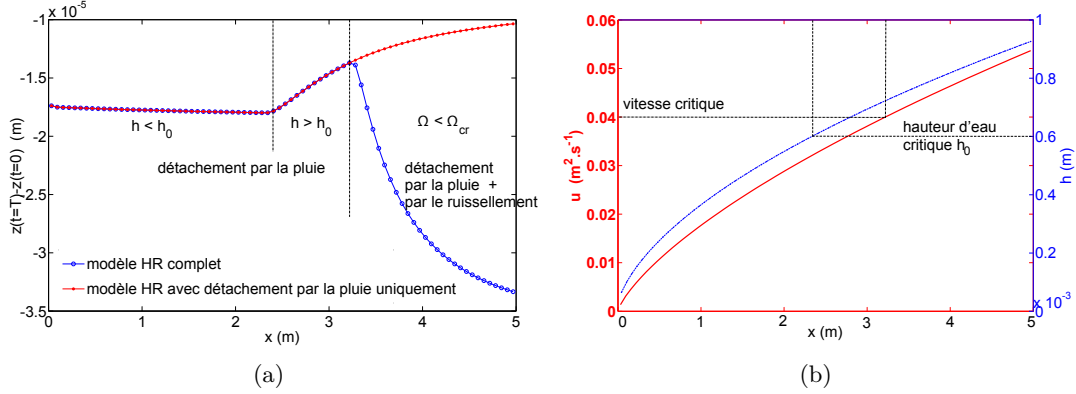 x 10⁻⁵
-1
-1.5
-2
-2.5
-3
-3.5
z(t=T)-z(t=0) (m)
h < h₀
h > h₀
Ω < Ω_cr
détachement par la pluie
détachement
par la pluie +
par le ruissellement
modèle HR complet
modèle HR avec détachement par la pluie uniquement
0 1 2 3 4 5
x (m)
(a)
0.06
0.05
0.04
0.03
0.02
0.01
0
u (m².s⁻¹)
vitesse critique
hauteur d'eau
critique h₀
1
0.8
0.6
0.4
0.2
0
h (m)
x 10⁻³
0 1 2 3 4 5
x (m)
(b)